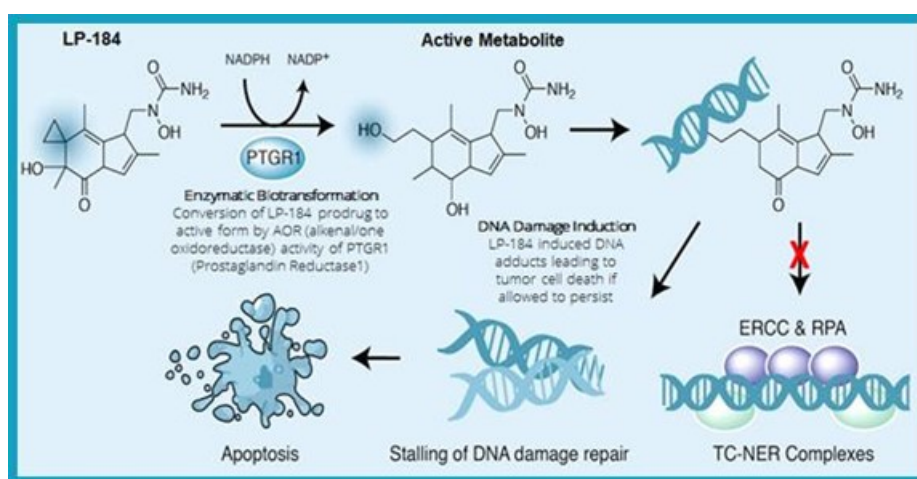 LP-184
NADPH
NADP+
Active Metabolite
O
NH2
N
OH
HO
O
PTGR1
Enzymatic Biotransformation
Conversion of LP-184 prodrug to
active form by AOR (alkenal/one
oxidoreductase) activity of PTGR1
(Prostaglandin Reductase1)
O
NH2
N
OH
HO
OH
DNA Damage Induction
LP-184 induced DNA
adducts leading to
tumor cell death if
allowed to persist
O
NH2
N
OH
O
X
ERCC & RPA
Apoptosis
Stalling of DNA damage repair
TC-NER Complexes